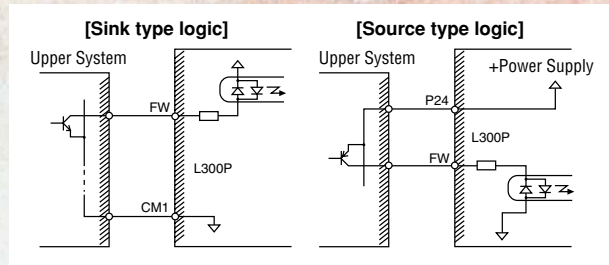 [Sink type logic]
Upper System
FW
L300P
CM1
[Source type logic]
Upper System
+Power Supply
P24
L300P
FW